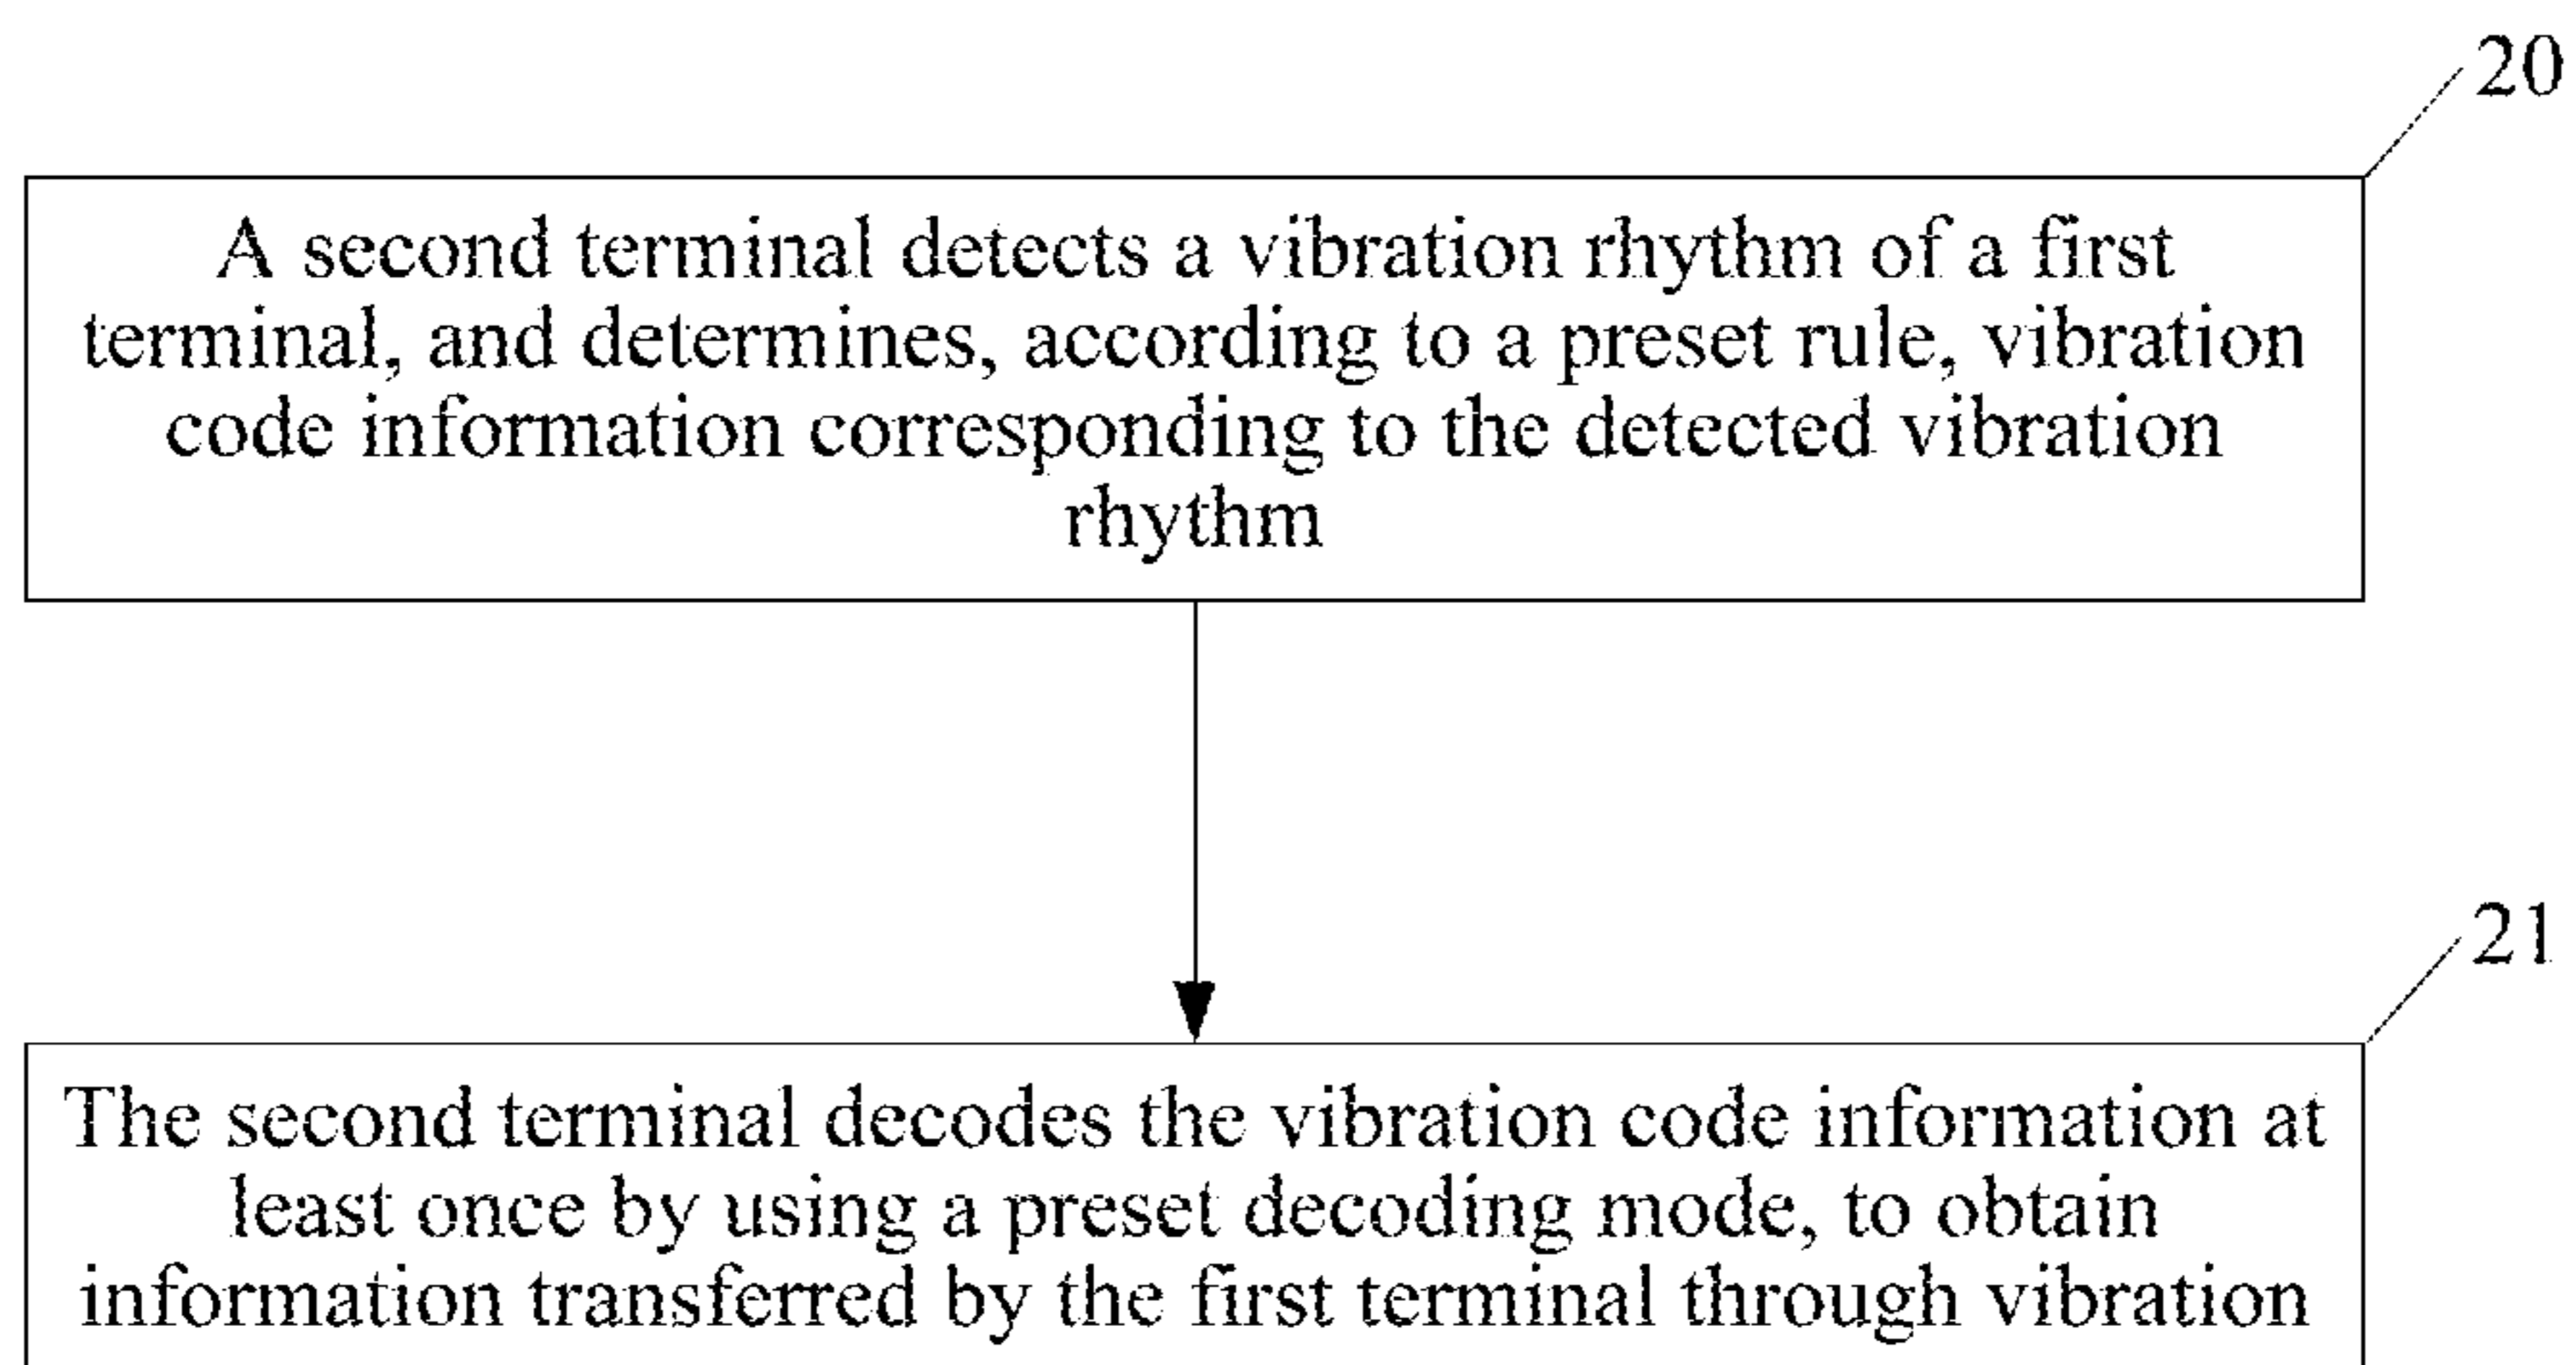 20
A second terminal detects a vibration rhythm of a first
terminal, and determines, according to a preset rule, vibration
code information corresponding to the detected vibration
rhythm
21
The second terminal decodes the vibration code information at
least once by using a preset decoding mode, to obtain
information transferred by the first terminal through vibration